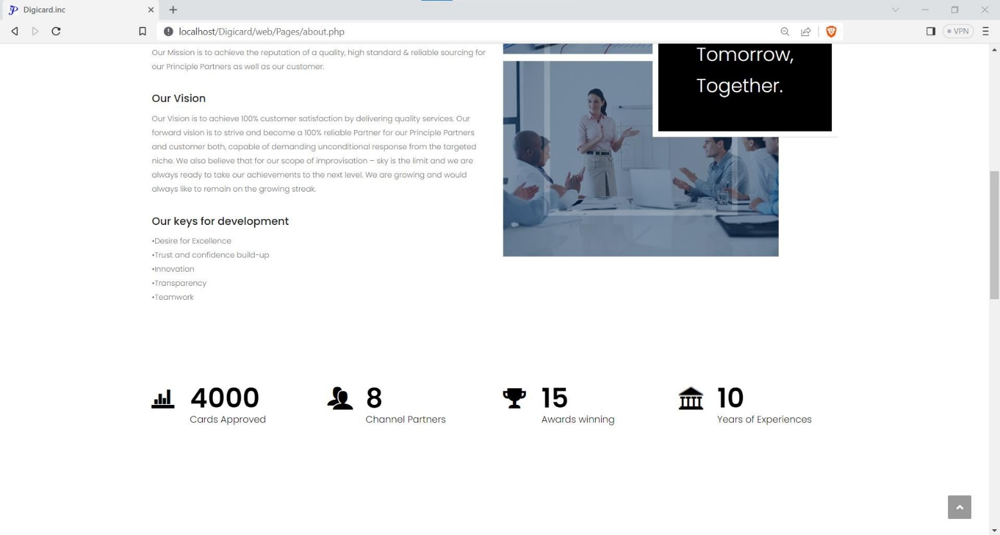 Digicard.inc
localhost/Digicard/web/Pages/about.php
VPN
Our Mission is to achieve the reputation of a quality, high standard & reliable sourcing for
our Principle Partners as well as our customer.
Our Vision
Our Vision is to achieve 100% customer satisfaction by delivering quality services. Our
forward vision is to strive and become a 100% reliable Partner for our Principle Partners
and customer both, capable of demanding unconditional response from the targeted
niche. We also believe that for our scope of improvisation – sky is the limit and we are
always ready to take our achievements to the next level. We are growing and would
always like to remain on the growing streak.
Our keys for development
•Desire for Excellence
•Trust and confidence build-up
•Innovation
•Transparency
•Teamwork
Tomorrow,
Together.
4000
Cards Approved
8
Channel Partners
15
Awards winning
10
Years of Experiences